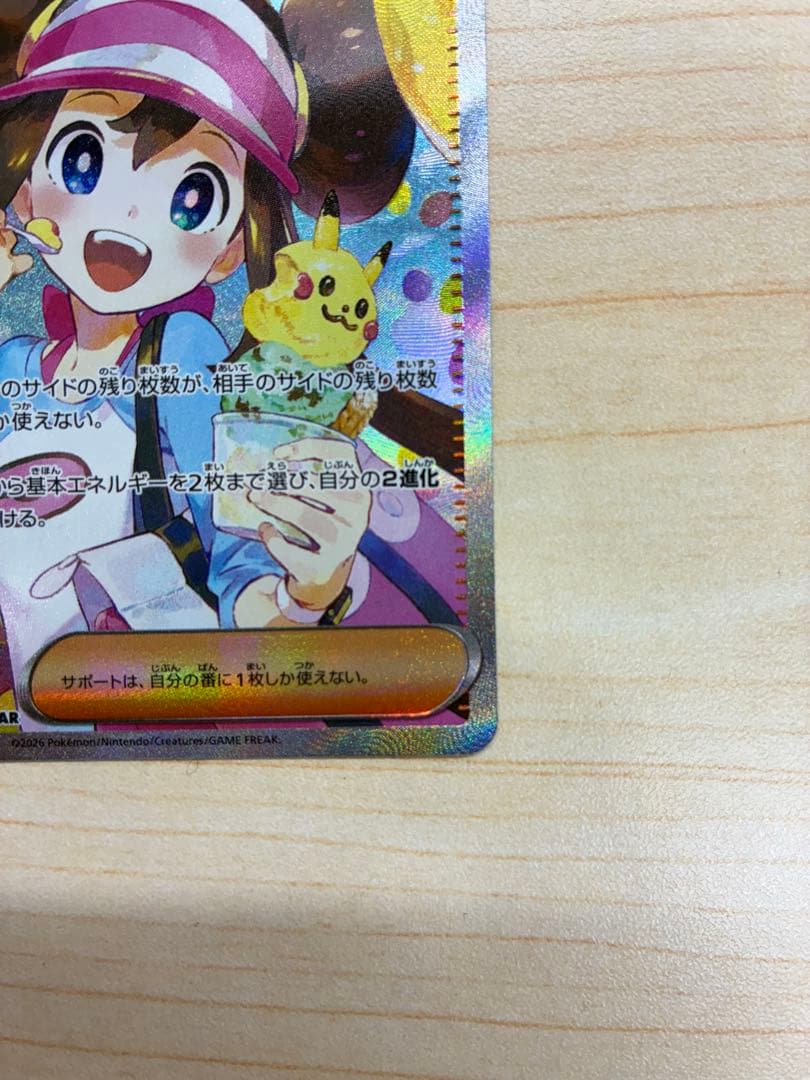 のサイドの残り枚数が、相手のサイドの残り枚数
使えない。
ら基本エネルギーを2枚まで選び、自分の2進化
ける。
サポートは、自分の番に1枚しか使えない。
AR
©2026 Pokémon/Nintendo/Creatures/GAME FREAK.